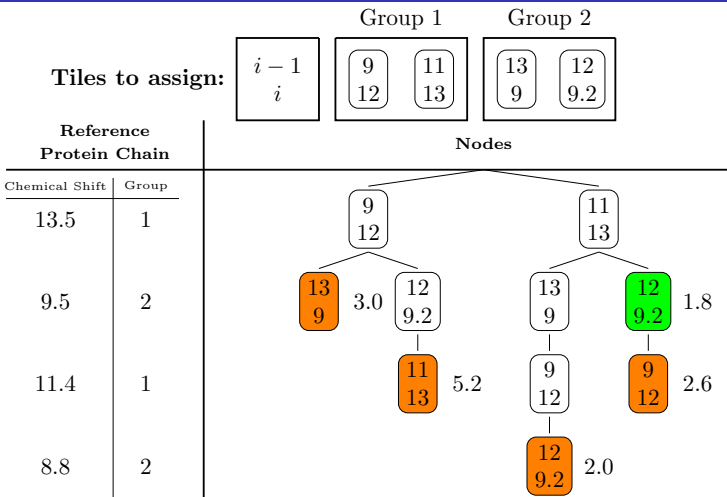 Group 1 Group 2
Tiles to assign:
i − 1
i
9 11 13 12
12 13 9 9.2
Reference
Protein Chain
Nodes
Chemical Shift Group
13.5 1
9 11
12 13
9.5 2
13 12 13 12
9 3.0 9.2 9 9.2 1.8
11.4 1
11 9 9
13 5.2 12 12 2.6
8.8 2
12
9.2 2.0